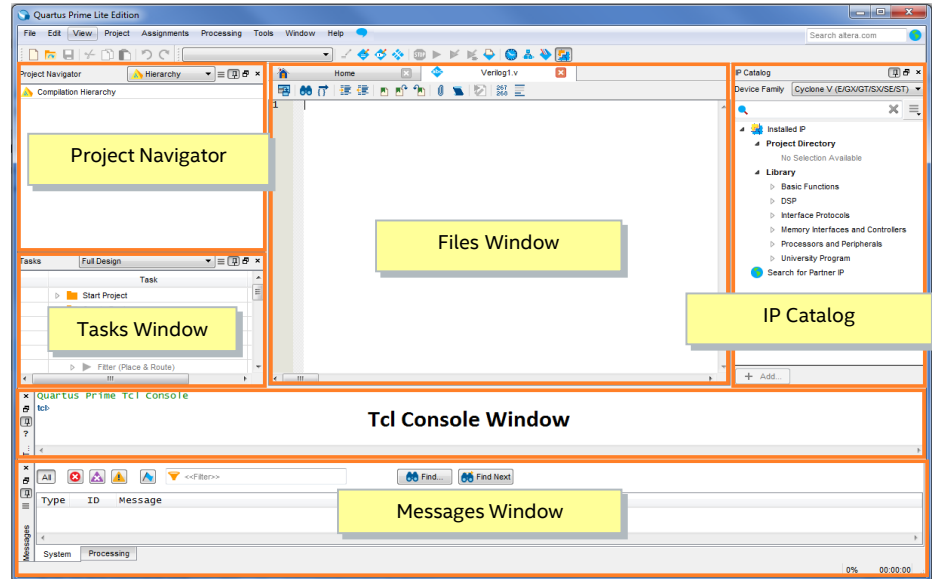 Quartus Prime Lite Edition
File Edit View Project Assignments Processing Tools Window Help
Search altera.com
Project Navigator Hierarchy
Compilation Hierarchy
Project Navigator
Tasks Full Design
Task
Start Project
Tasks Window
Fitter (Place & Route)
Home Verilog1.v
267
268
1
Files Window
IP Catalog
Device Family Cyclone V (E/GX/GT/SX/SE/ST)
Installed IP
Project Directory
No Selection Available
Library
Basic Functions
DSP
Interface Protocols
Memory Interfaces and Controllers
Processors and Peripherals
University Program
Search for Partner IP
IP Catalog
+ Add...
Quartus Prime Tcl Console
tcl>
Tcl Console Window
All <<Filter>> Find... Find Next
Type ID Message
Messages Window
Messages
System Processing
0% 00:00:00